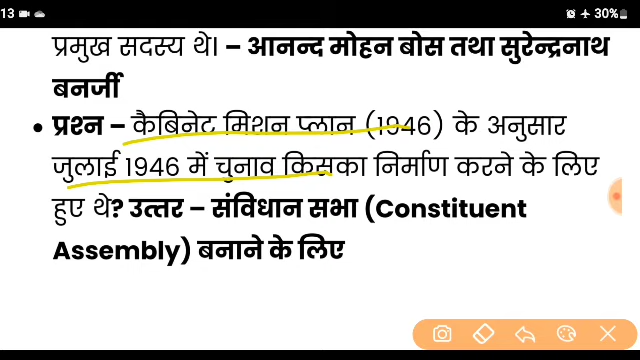 13 30%
प्रमुख सदस्य थे। – आनन्द मोहन बोस तथा सुरेन्द्रनाथ
बनर्जी
• प्रश्न – कैबिनेट मिशन प्लान (1946) के अनुसार
जुलाई 1946 में चुनाव किसका निर्माण करने के लिए
हुए थे? उत्तर – संविधान सभा (Constituent
Assembly) बनाने के लिए